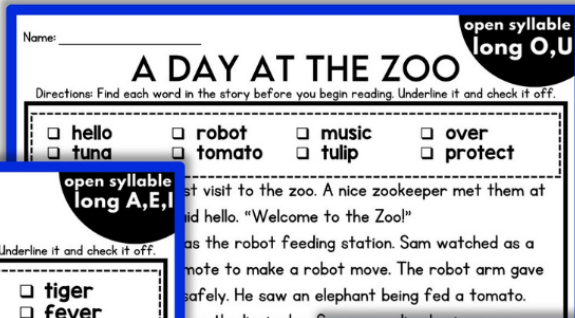 open syllable
long O,U
Name:
A DAY AT THE ZOO
Directions: Find each word in the story before you begin reading. Underline it and check it off.
hello robot music over
tuna tomato tulip protect
visit to the zoo. A nice zookeeper met them at
hello. “Welcome to the Zoo!”
the robot feeding station. Sam watched as a
to make a robot move. The robot arm gave
safely. He saw an elephant being fed a tomato.
open syllable
long A,E,I
Underline it and check it off.
tiger
fever